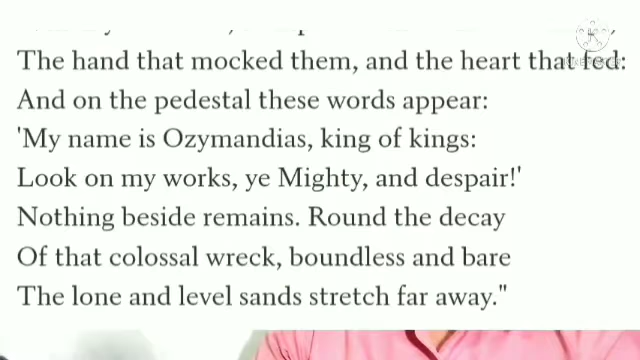 The hand that mocked them, and the heart that fed:
And on the pedestal these words appear:
'My name is Ozymandias, king of kings:
Look on my works, ye Mighty, and despair!'
Nothing beside remains. Round the decay
Of that colossal wreck, boundless and bare
The lone and level sands stretch far away."